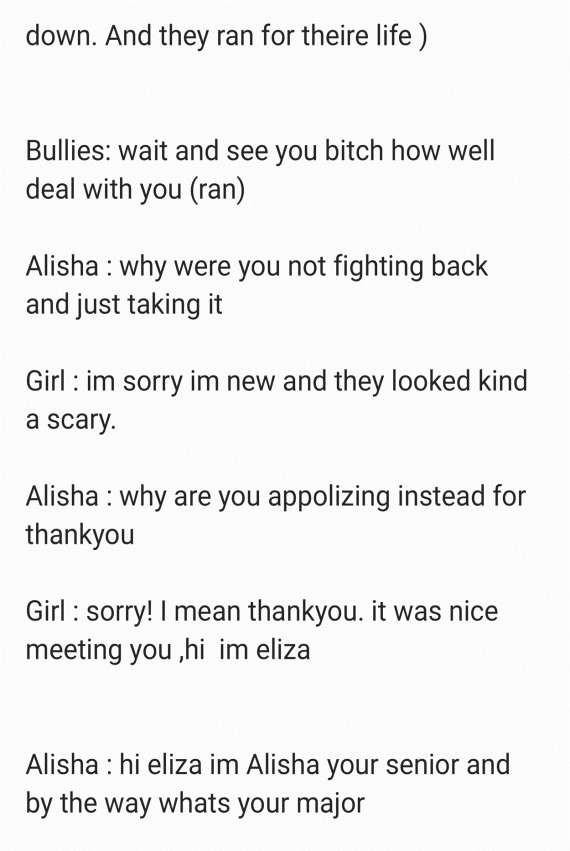 down. And they ran for theire life )
Bullies: wait and see you bitch how well
deal with you (ran)
Alisha : why were you not fighting back
and just taking it
Girl : im sorry im new and they looked kind
a scary.
Alisha : why are you appolizing instead for
thankyou
Girl : sorry! I mean thankyou. it was nice
meeting you ,hi  im eliza
Alisha : hi eliza im Alisha your senior and
by the way whats your major